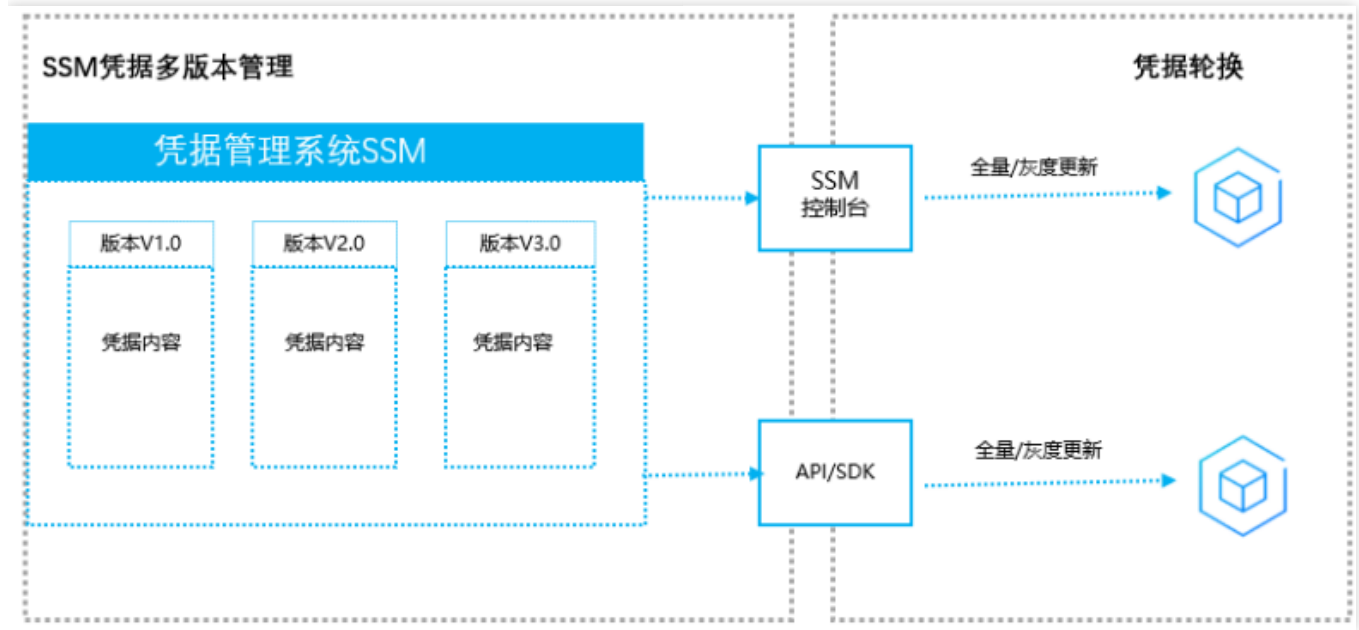 SSM凭据多版本管理
凭据轮换
凭据管理系统SSM
版本V1.0
版本V2.0
版本V3.0
凭据内容
凭据内容
凭据内容
SSM
控制台
全量/灰度更新
API/SDK
全量/灰度更新